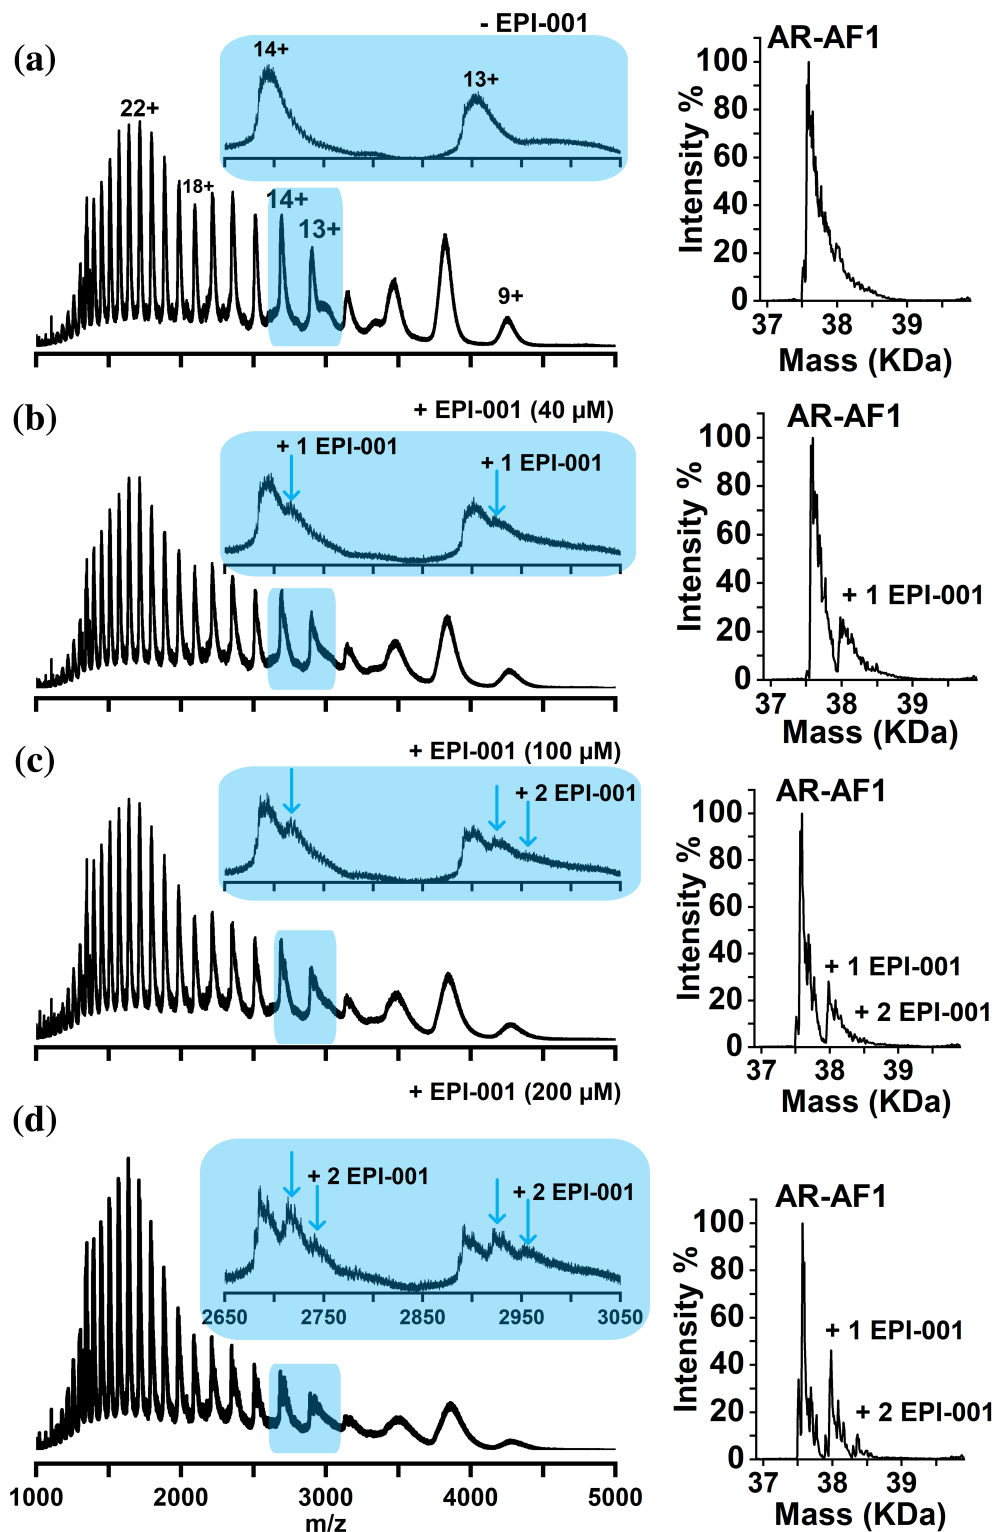 (a)
- EPI-001
14+
13+
22+
18+
14+
13+
9+
AR-AF1
Intensity %
100
80
60
40
20
0
37 38 39
Mass (KDa)
(b)
+ EPI-001 (40 µM)
+ 1 EPI-001
+ 1 EPI-001
AR-AF1
Intensity %
100
80
60
40
20
0
+ 1 EPI-001
37 38 39
Mass (KDa)
(c)
+ EPI-001 (100 µM)
+ 2 EPI-001
AR-AF1
Intensity %
100
80
60
40
20
0
+ 1 EPI-001
+ 2 EPI-001
37 38 39
Mass (KDa)
(d)
+ EPI-001 (200 µM)
+ 2 EPI-001
+ 2 EPI-001
2650 2750 2850 2950 3050
1000 2000 3000 4000 5000
m/z
AR-AF1
Intensity %
100
80
60
40
20
0
+ 1 EPI-001
+ 2 EPI-001
37 38 39
Mass (KDa)